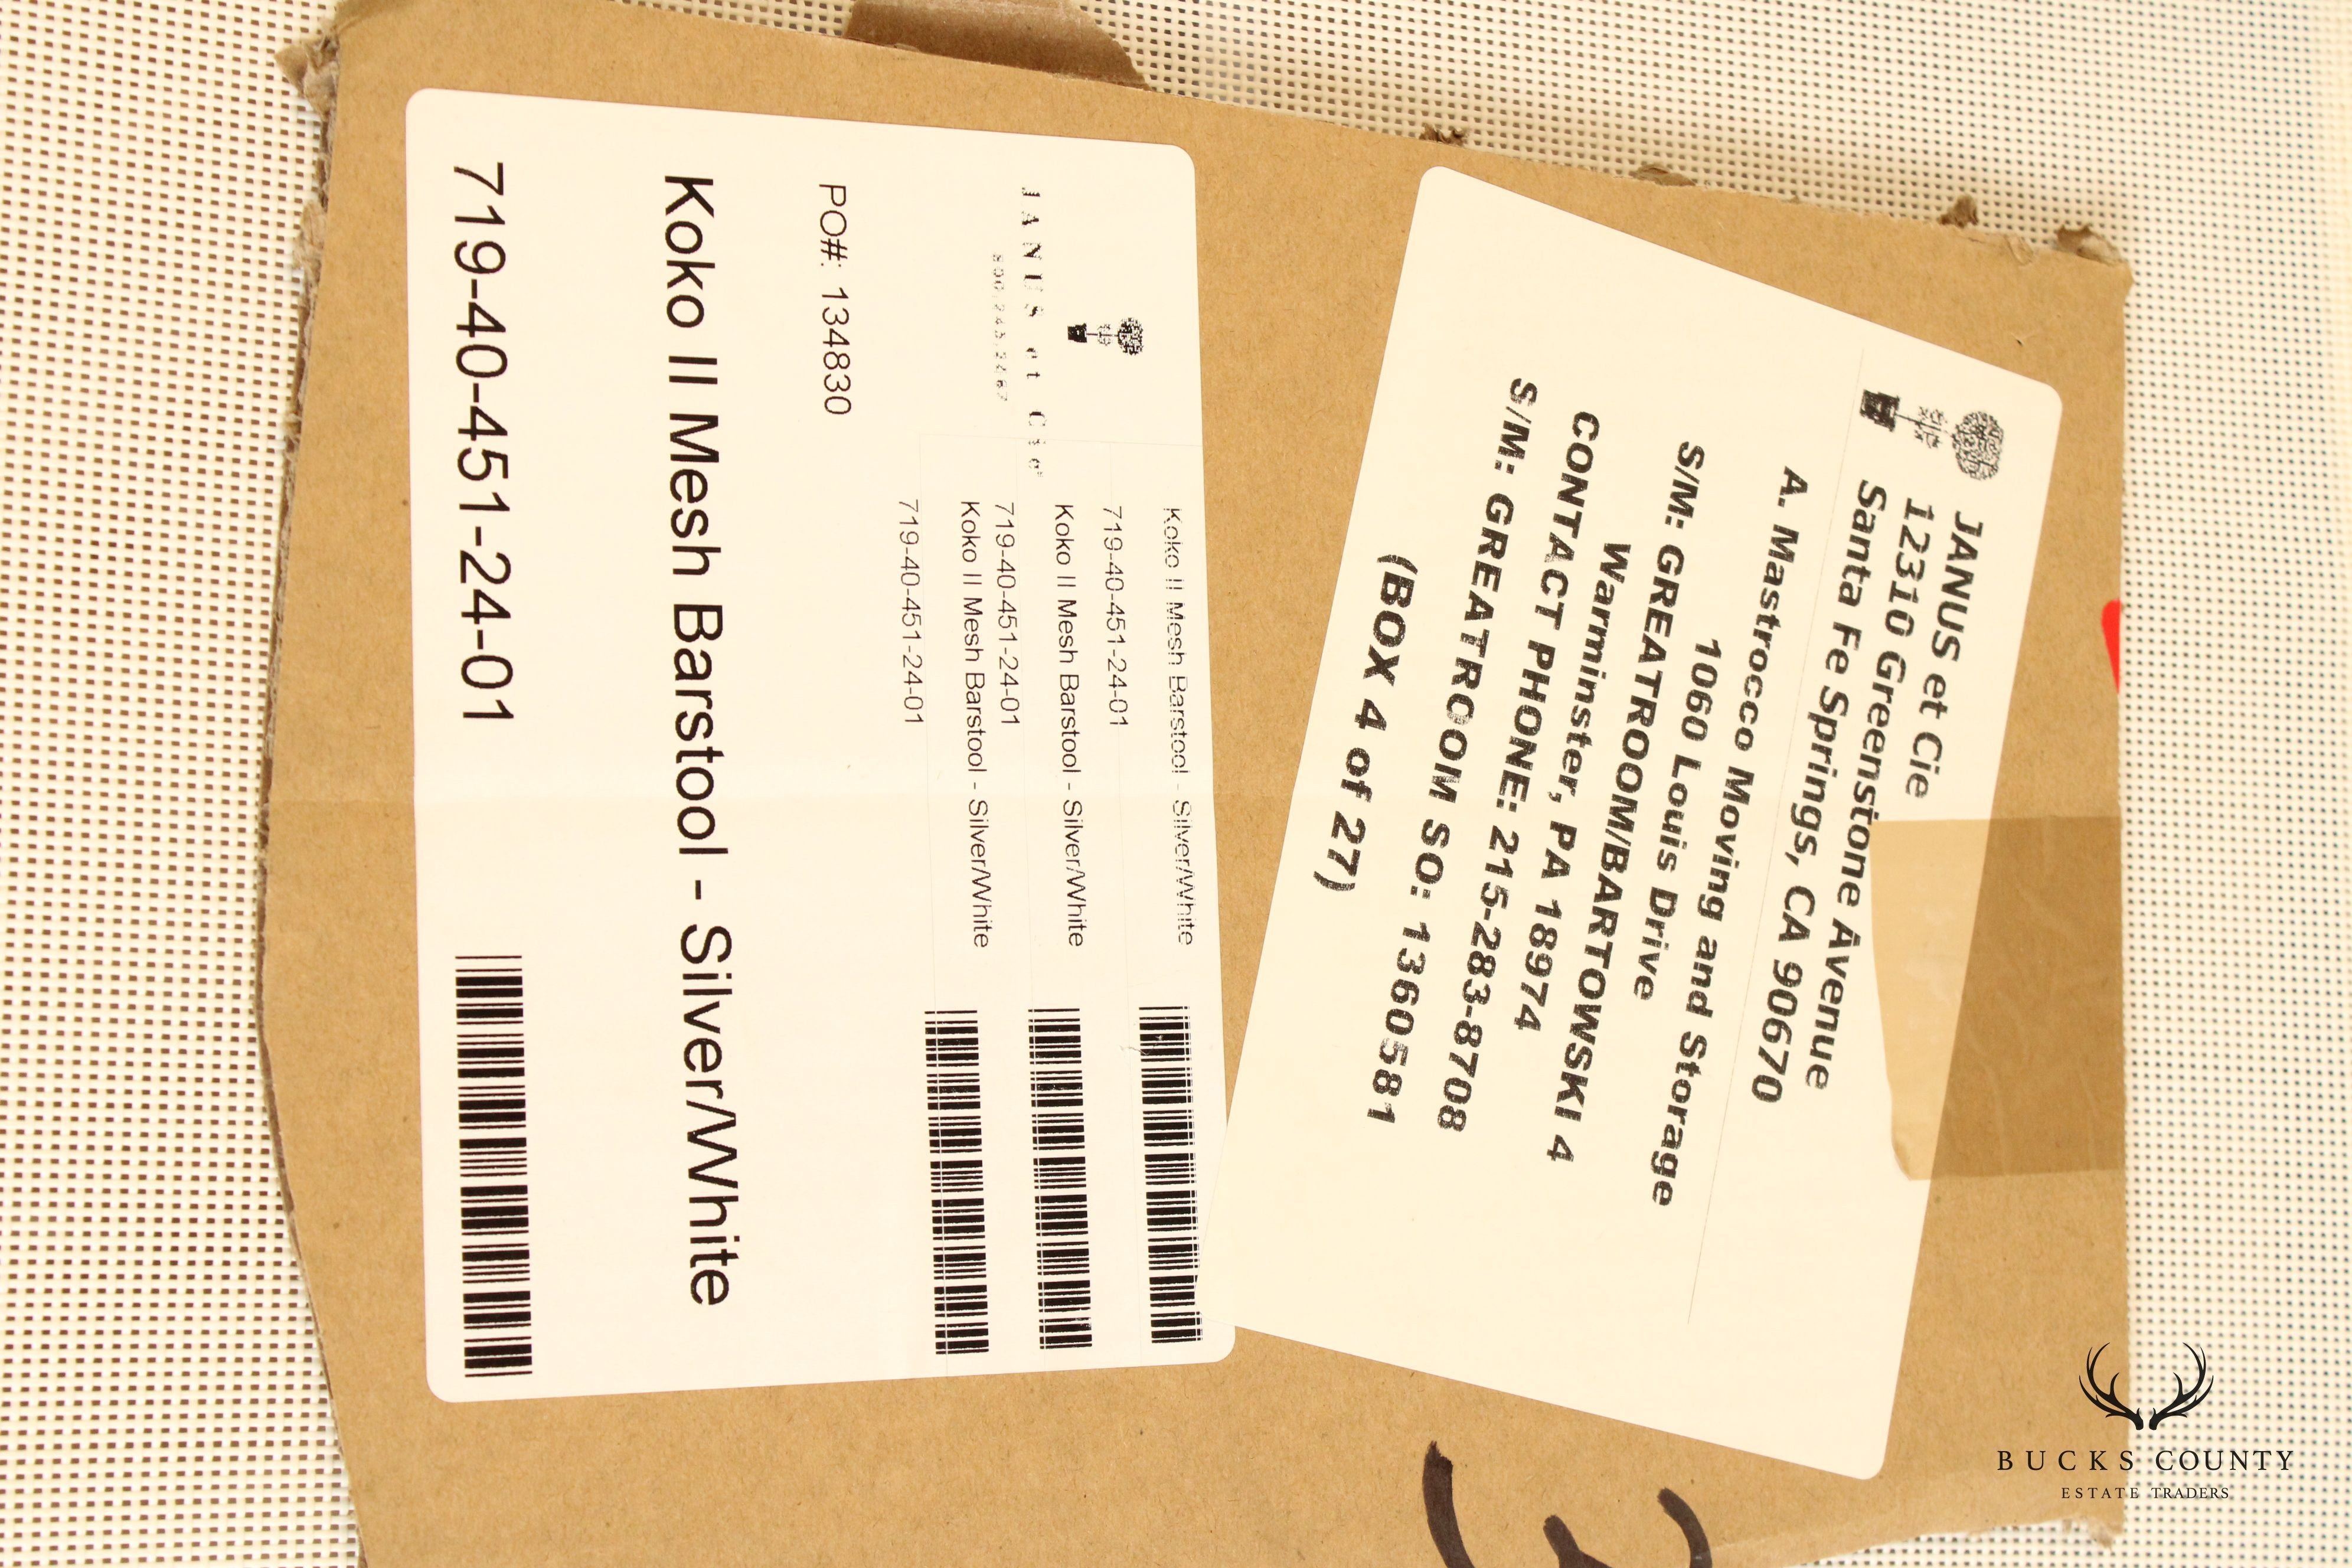 JANUS et Cie
12310 Greenstone Avenue
Santa Fe Springs, CA 90670
A. Mastrocco Moving and Storage
1060 Louis Drive
S/M: GREATROOM/BARTOWSKI 4
Warminster, PA 18974
CONTACT PHONE: 215-283-8708
S/M: GREATROOM SO: 1360581
(BOX 4 of 27)
Koko II Mesh Barstool - Silver/White
719-40-451-24-01
Koko II Mesh Barstool - Silver/White
719-40-451-24-01
Koko II Mesh Barstool - Silver/White
719-40-451-24-01
JANUS et Cie
800.245.2267
PO#: 134830
Koko II Mesh Barstool - Silver/White
719-40-451-24-01
BUCKS COUNTY
ESTATE TRADERS